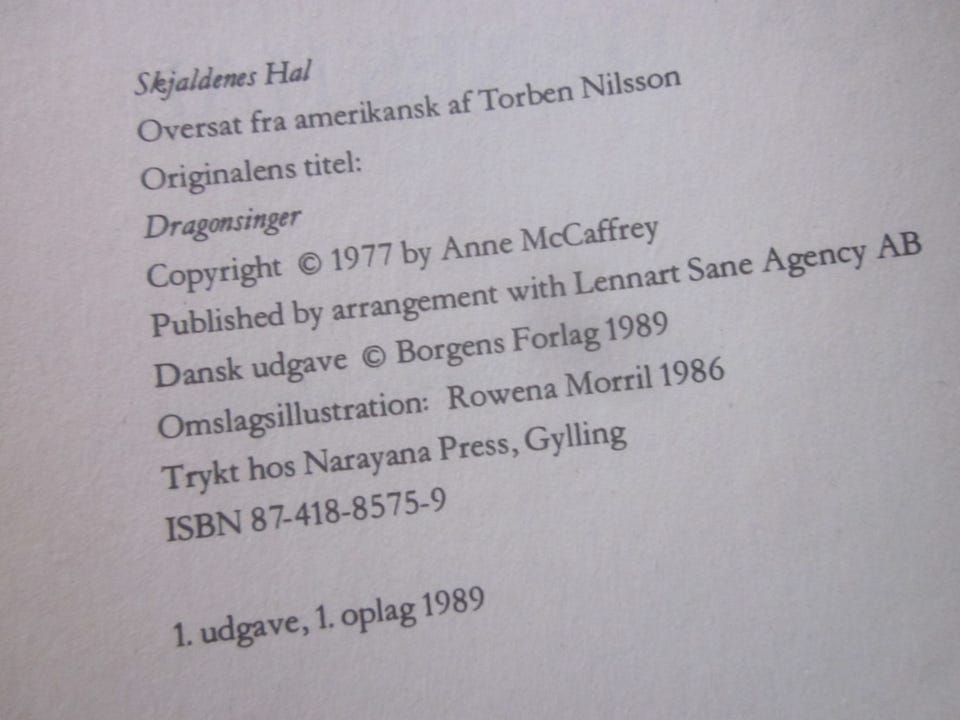 Skjaldenes Hal
Oversat fra amerikansk af Torben Nilsson
Originalens titel:
Dragonsinger
Copyright © 1977 by Anne McCaffrey
Published by arrangement with Lennart Sane Agency AB
Dansk udgave © Borgens Forlag 1989
Omslagsillustration: Rowena Morril 1986
Trykt hos Narayana Press, Gylling
ISBN 87-418-8575-9
1. udgave, 1. oplag 1989